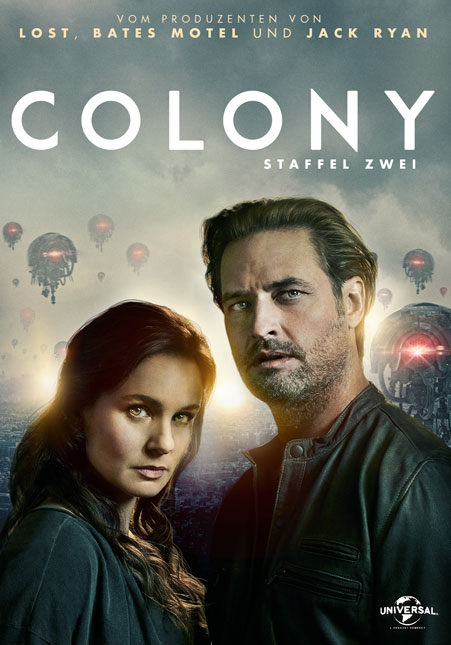 VOM PRODUZENTEN VON
LOST, BATES MOTEL UND JACK RYAN
COLONY
STAFFEL ZWEI
UNIVERSAL